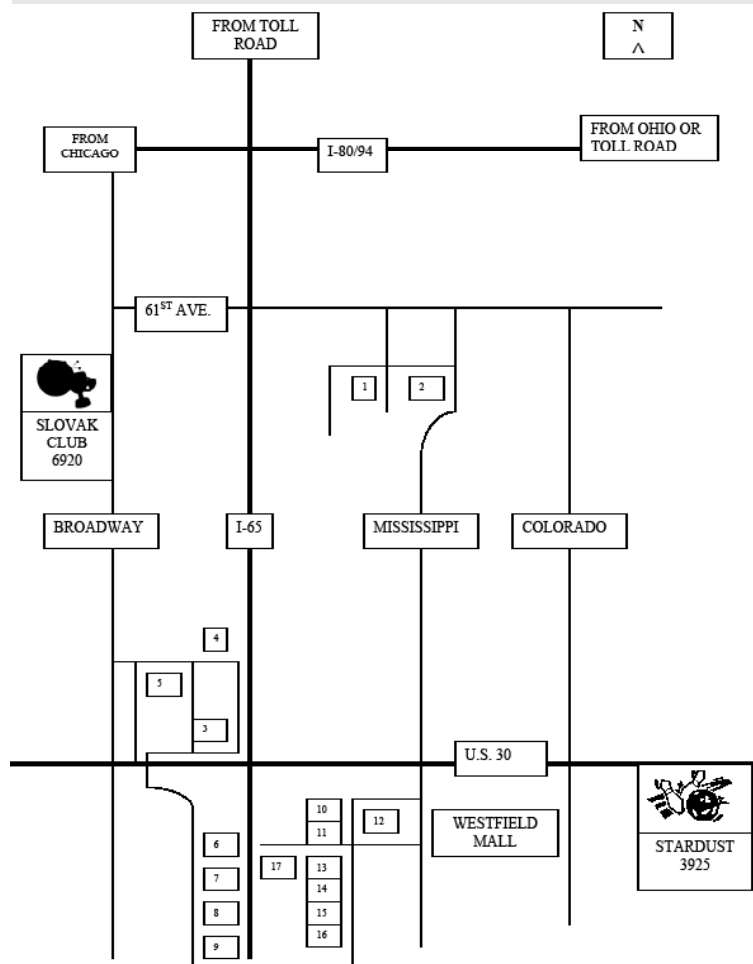 FROM TOLL
ROAD
N
^
FROM
CHICAGO
I-80/94
FROM OHIO OR
TOLL ROAD
61ST AVE.
1
2
SLOVAK
CLUB
6920
BROADWAY
I-65
MISSISSIPPI
COLORADO
4
5
3
U.S. 30
10
11
12
WESTFIELD
MALL
STARDUST
3925
6
7
8
9
17
13
14
15
16